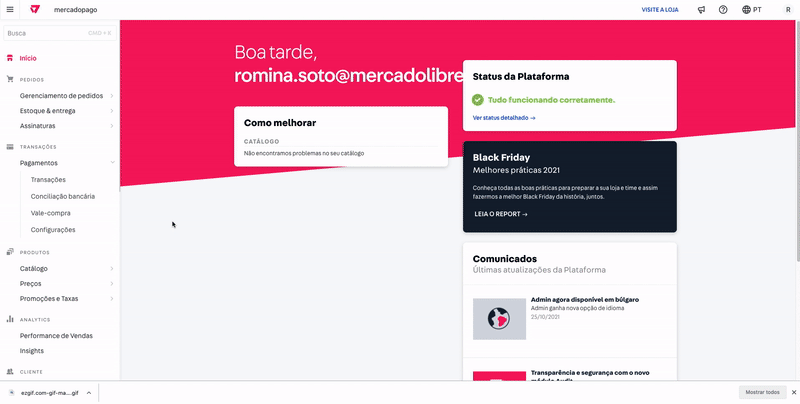 mercadopago
VISITE A LOJA
PT
R
Busca
CMD + K
Início
PEDIDOS
Gerenciamento de pedidos
Estoque & entrega
Assinaturas
TRANSAÇÕES
Pagamentos
Transações
Conciliação bancária
Vale-compra
Configurações
PRODUTOS
Catálogo
Preços
Promoções e Taxas
ANALYTICS
Performance de Vendas
Insights
CLIENTE
Boa tarde,
romina.soto@mercadolibre
Como melhorar
CATÁLOGO
Não encontramos problemas no seu catálogo
Status da Plataforma
Tudo funcionando corretamente.
Ver status detalhado →
Black Friday
Melhores práticas 2021
Conheça todas as boas práticas para preparar a sua loja e time e assim
fazermos a melhor Black Friday da história, juntos.
LEIA O REPORT →
Comunicados
Últimas atualizações da Plataforma
Admin agora disponível em búlgaro
Admin ganha nova opção de idioma
25/10/2021
Transparência e segurança com o novo
módulo Audit
ezgif.com-gif-ma....gif
Mostrar todos